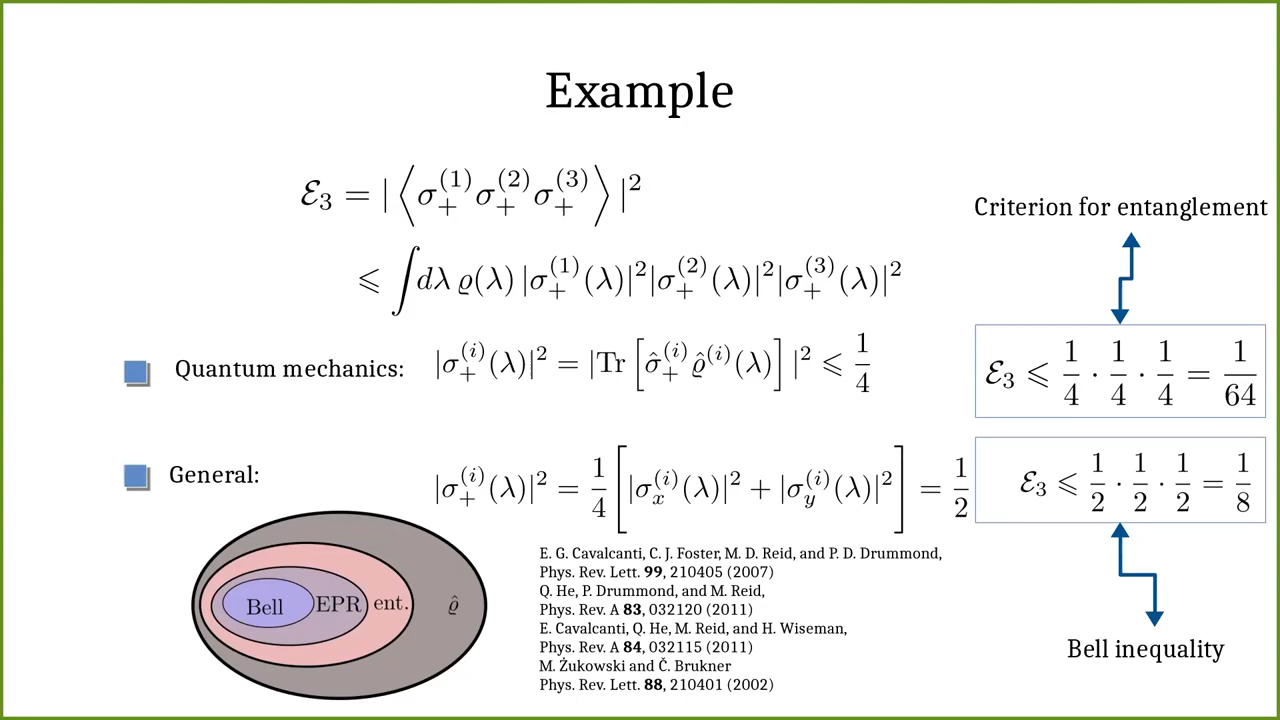 Example
ℰ₃ = |⟨σ₊⁽¹⁾σ₊⁽²⁾σ₊⁽³⁾⟩|²
⩽ ∫dλ ϱ(λ) |σ₊⁽¹⁾(λ)|²|σ₊⁽²⁾(λ)|²|σ₊⁽³⁾(λ)|²
Criterion for entanglement
Quantum mechanics: |σ₊⁽ⁱ⁾(λ)|² = |Tr [σ̂₊⁽ⁱ⁾ϱ̂⁽ⁱ⁾(λ)] |² ⩽ 1/4
ℰ₃ ⩽ 1/4 · 1/4 · 1/4 = 1/64
General: |σ₊⁽ⁱ⁾(λ)|² = 1/4 [|σₓ⁽ⁱ⁾(λ)|² + |σᵧ⁽ⁱ⁾(λ)|²] = 1/2
ℰ₃ ⩽ 1/2 · 1/2 · 1/2 = 1/8
Bell EPR ent. ϱ̂
E. G. Cavalcanti, C. J. Foster, M. D. Reid, and P. D. Drummond,
Phys. Rev. Lett. 99, 210405 (2007)
Q. He, P. Drummond, and M. Reid,
Phys. Rev. A 83, 032120 (2011)
E. Cavalcanti, Q. He, M. Reid, and H. Wiseman,
Phys. Rev. A 84, 032115 (2011)
M. Żukowski and Č. Brukner
Phys. Rev. Lett. 88, 210401 (2002)
Bell inequality